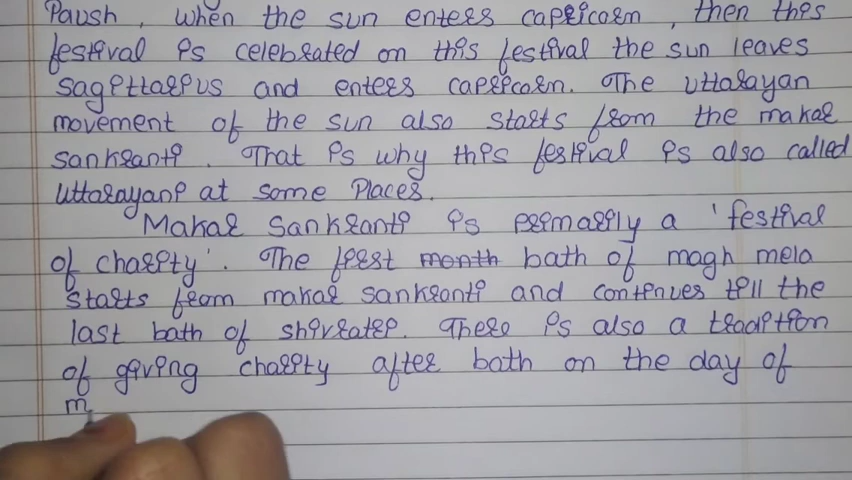 Paush, when the sun enters capricorn, then this
festival is celebrated on this festival the sun leaves
sagittarius and enters capricorn. The uttarayan
movement of the sun also starts from the makar
sankranti. That is why this festival is also called
uttarayani at some Places.
Makar sankranti is primarily a 'festival
of charity'. The first month bath of magh mela
starts from makar sankranti and continues till the
last bath of shivratri. There is also a tradition
of giving charity after bath on the day of
m